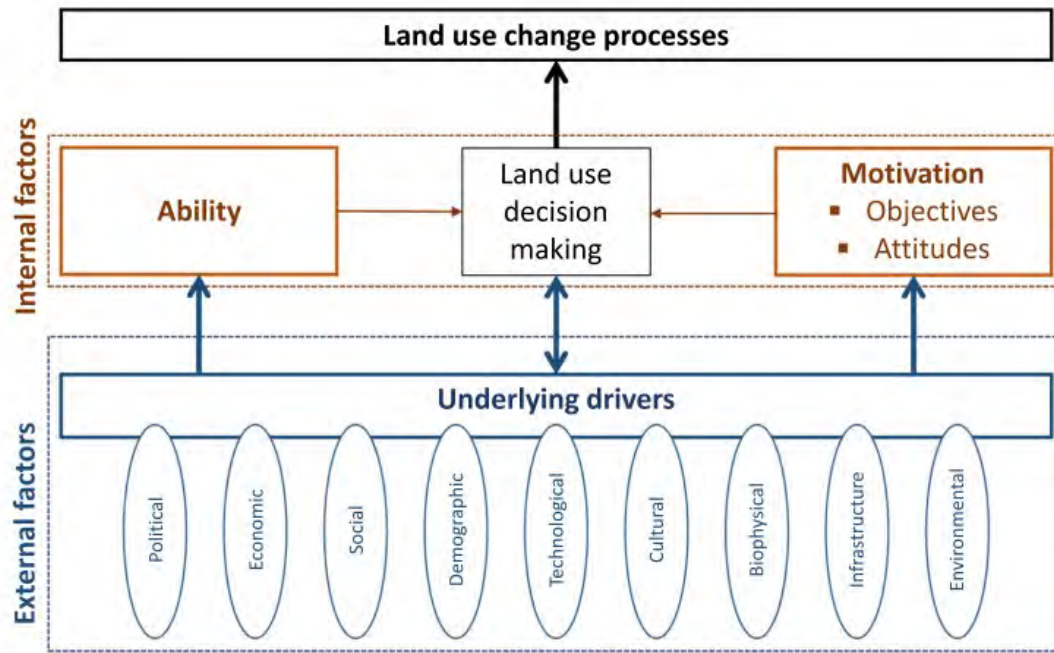 Land use change processes
Internal factors
Ability
Land use
decision
making
Motivation
▪ Objectives
▪ Attitudes
External factors
Underlying drivers
Political
Economic
Social
Demographic
Technological
Cultural
Biophysical
Infrastructure
Environmental